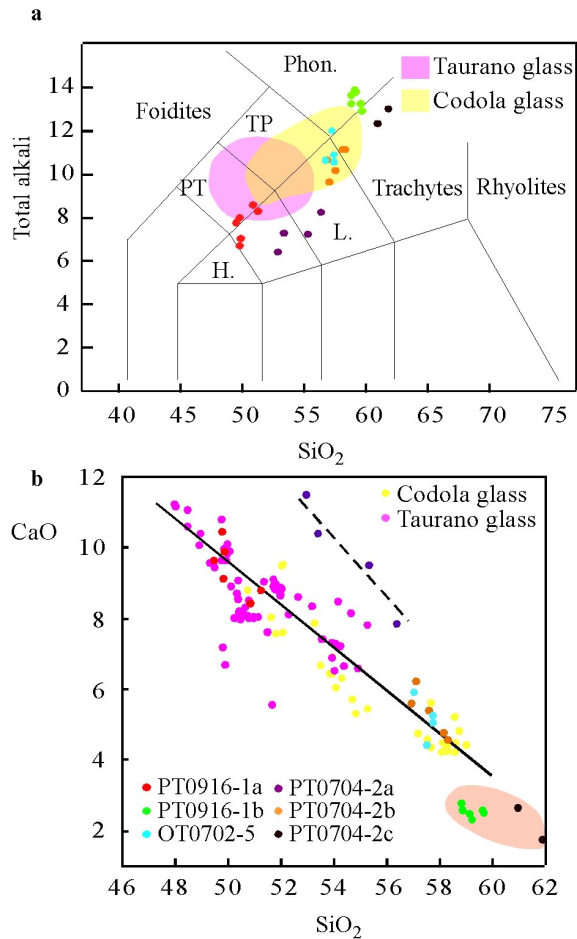 a
Phon.
Taurano glass
Codola glass
Foidites
TP
PT
Trachytes
Rhyolites
L.
H.
Total alkali
14
12
10
8
6
4
2
0
40 45 50 55 60 65 70 75
SiO2
b
CaO
Codola glass
Taurano glass
12
10
8
6
4
2
PT0916-1a
PT0704-2a
PT0916-1b
PT0704-2b
OT0702-5
PT0704-2c
46 48 50 52 54 56 58 60 62
SiO2